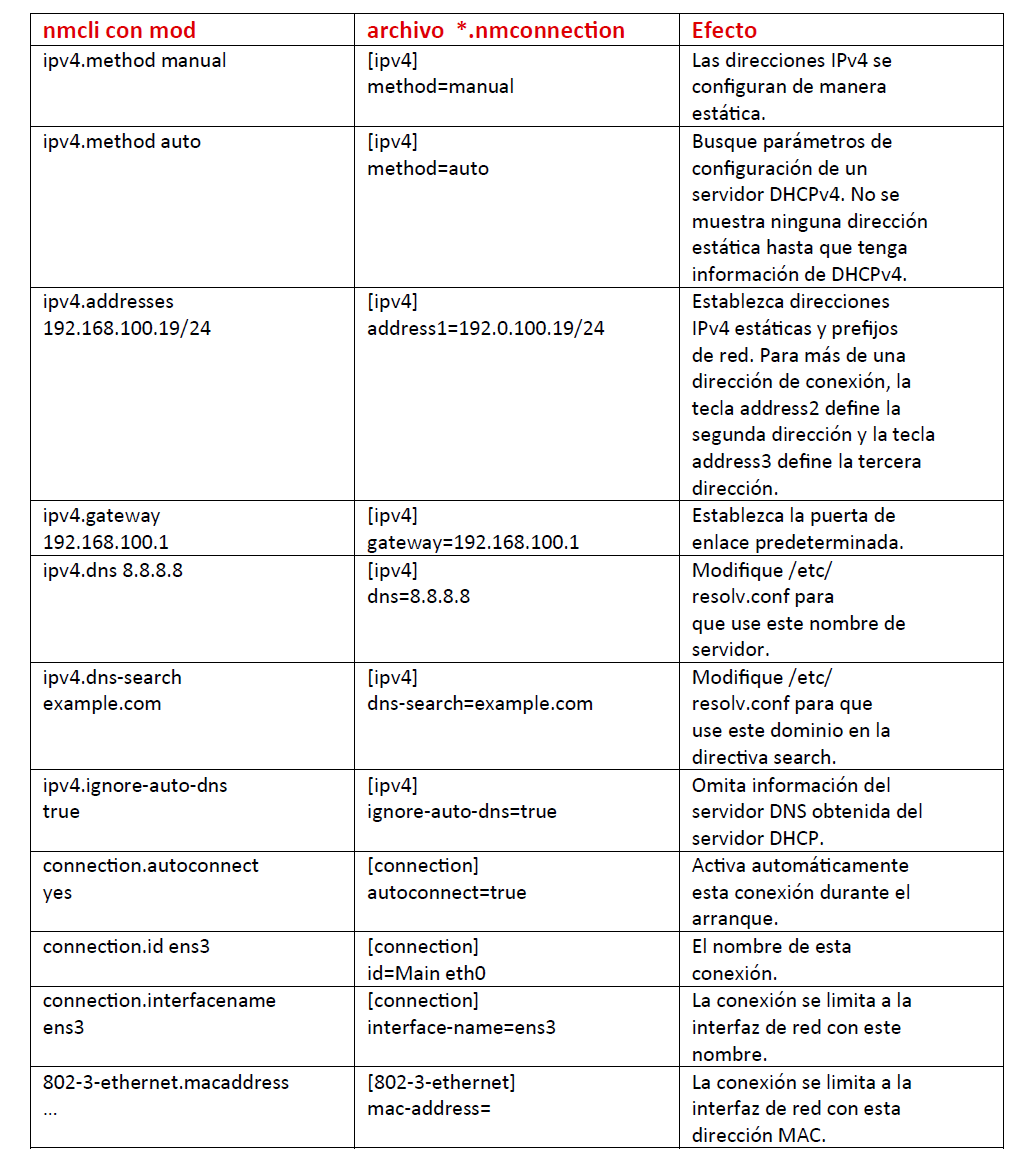 nmcli con mod
archivo *.nmconnection
Efecto
ipv4.method manual
[ipv4]
method=manual
Las direcciones IPv4 se
configuran de manera
estática.
ipv4.method auto
[ipv4]
method=auto
Busque parámetros de
configuración de un
servidor DHCPv4. No se
muestra ninguna dirección
estática hasta que tenga
información de DHCPv4.
ipv4.addresses
192.168.100.19/24
[ipv4]
address1=192.0.100.19/24
Establezca direcciones
IPv4 estáticas y prefijos
de red. Para más de una
dirección de conexión, la
tecla address2 define la
segunda dirección y la tecla
address3 define la tercera
dirección.
ipv4.gateway
192.168.100.1
[ipv4]
gateway=192.168.100.1
Establezca la puerta de
enlace predeterminada.
ipv4.dns 8.8.8.8
[ipv4]
dns=8.8.8.8
Modifique /etc/
resolv.conf para
que use este nombre de
servidor.
ipv4.dns-search
example.com
[ipv4]
dns-search=example.com
Modifique /etc/
resolv.conf para que
use este dominio en la
directiva search.
ipv4.ignore-auto-dns
true
[ipv4]
ignore-auto-dns=true
Omita información del
servidor DNS obtenida del
servidor DHCP.
connection.autoconnect
yes
[connection]
autoconnect=true
Activa automáticamente
esta conexión durante el
arranque.
connection.id ens3
[connection]
id=Main eth0
El nombre de esta
conexión.
connection.interfacename
ens3
[connection]
interface-name=ens3
La conexión se limita a la
interfaz de red con este
nombre.
802-3-ethernet.macaddress
...
[802-3-ethernet]
mac-address=
La conexión se limita a la
interfaz de red con esta
dirección MAC.